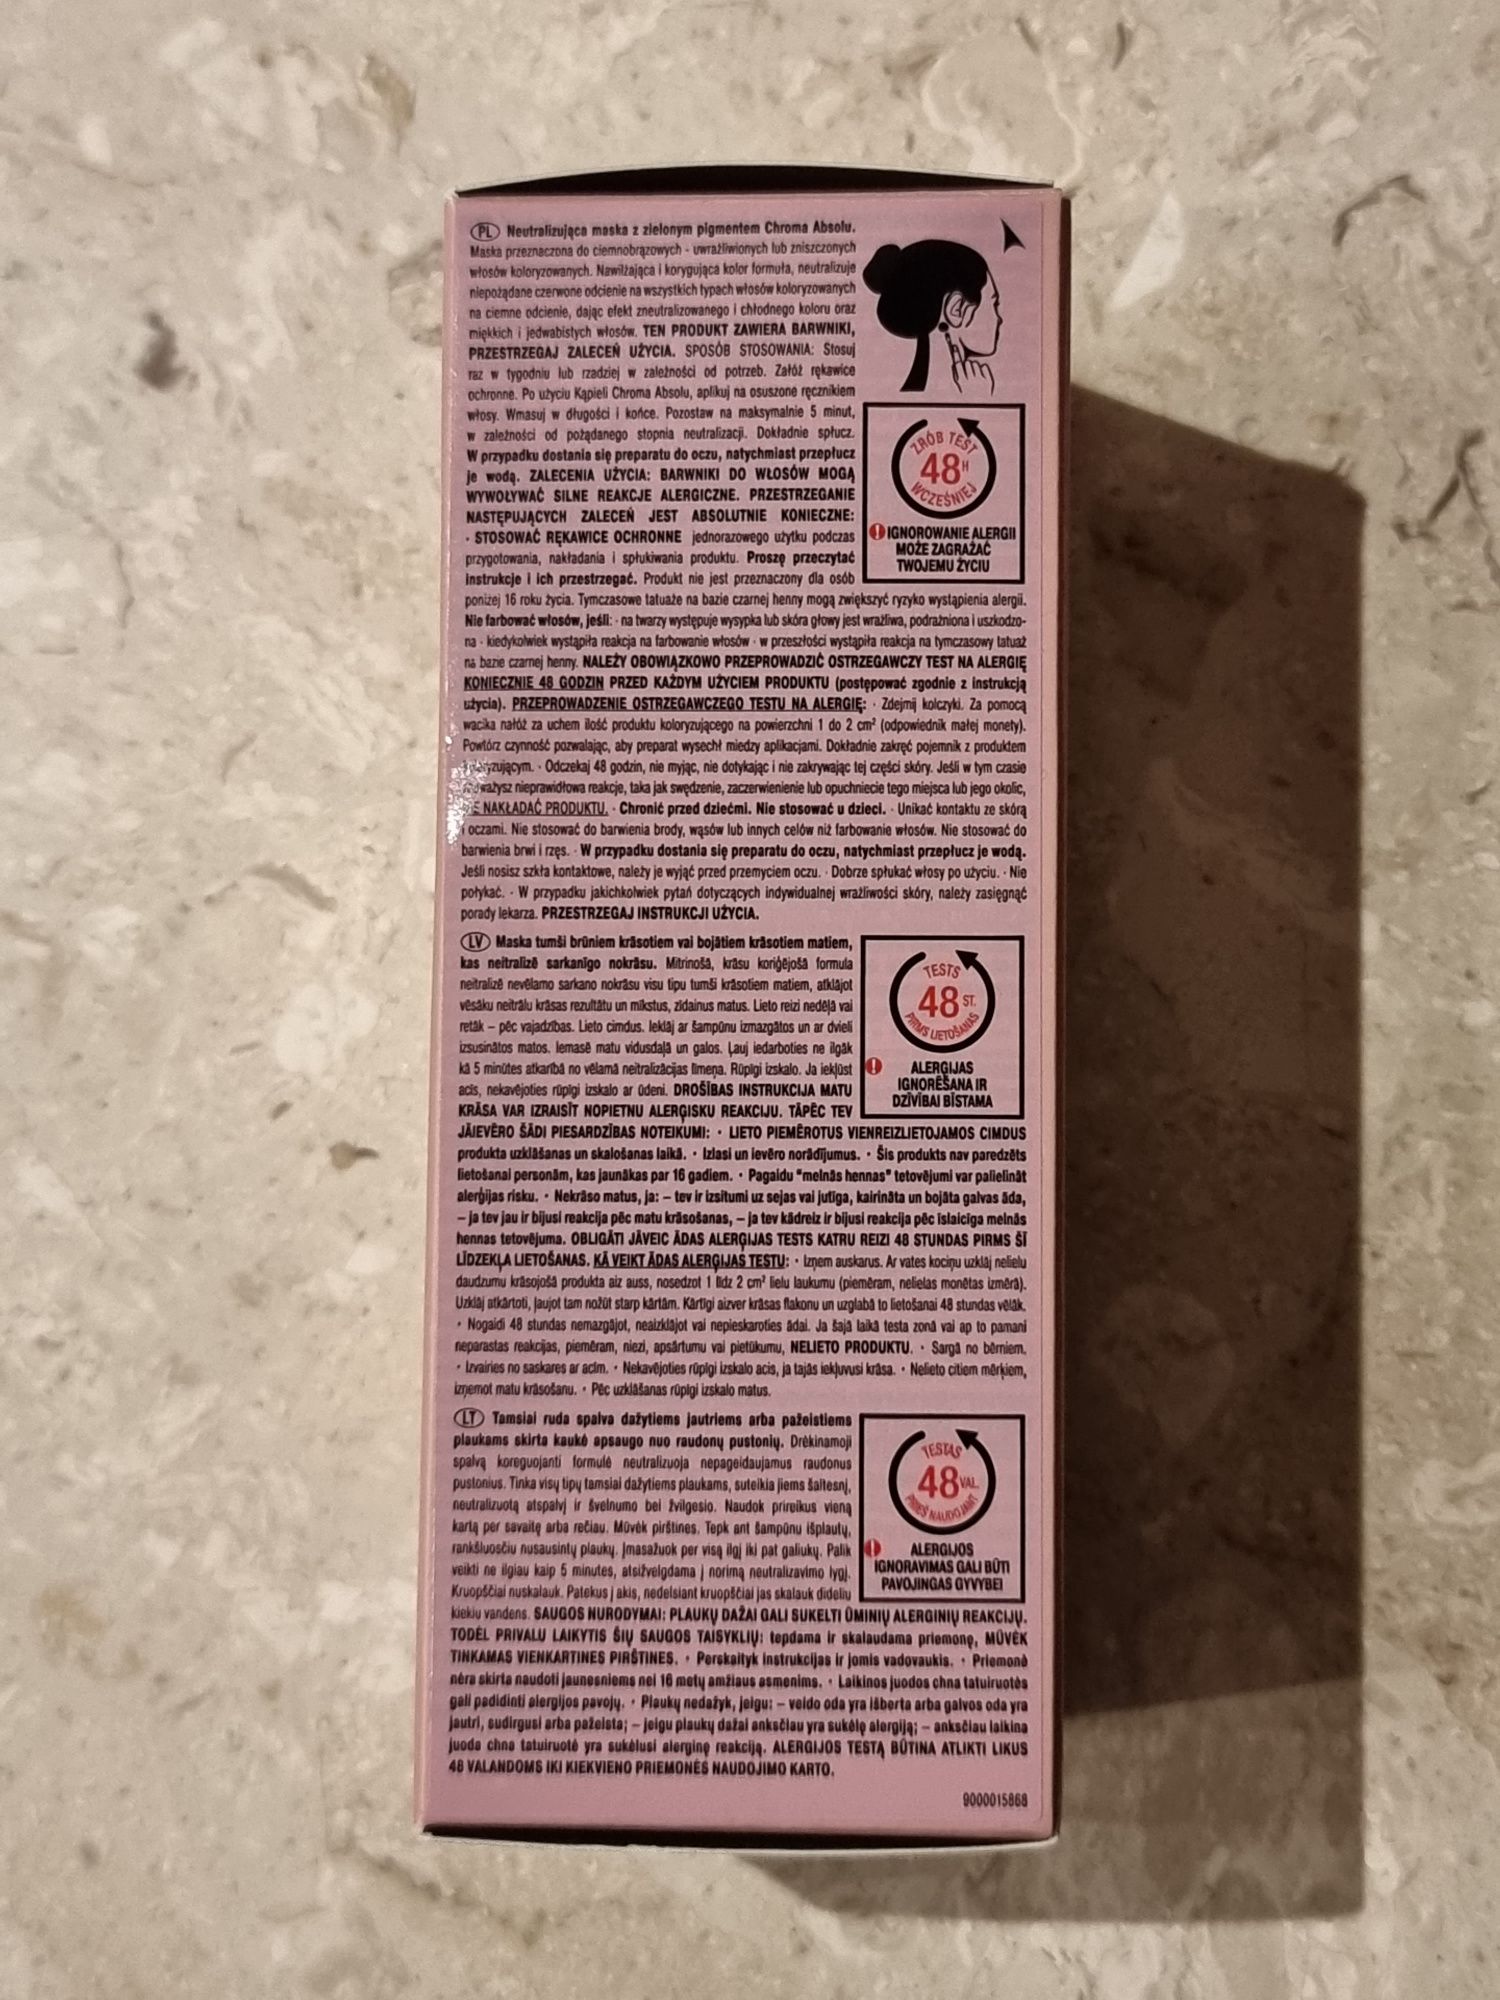 PL Neutralizująca maska z zielonym pigmentem Chroma Absolu.
Maska przeznaczona do ciemnobrązowych - uwrażliwionych lub zniszczonych
włosów koloryzowanych. Nawilżająca i korygująca kolor formuła, neutralizuje
niepożądane czerwone odcienie na wszystkich typach włosów koloryzowanych
na ciemne odcienie, dając efekt zneutralizowanego i chłodnego koloru oraz
miękkich i jedwabistych włosów. TEN PRODUKT ZAWIERA BARWNIKI,
PRZESTRZEGAJ ZALECEŃ UŻYCIA. SPOSÓB STOSOWANIA: Stosuj
raz w tygodniu lub rzadziej w zależności od potrzeb. Załóż rękawice
ochronne. Po użyciu Kąpieli Chroma Absolu, aplikuj na osuszone ręcznikiem
włosy. Wmasuj w długości i końce. Pozostaw na maksymalnie 5 minut,
w zależności od pożądanego stopnia neutralizacji. Dokładnie spłucz.
W przypadku dostania się preparatu do oczu, natychmiast przepłucz
je wodą. ZALECENIA UŻYCIA: BARWNIKI DO WŁOSÓW MOGĄ
WYWOŁYWAĆ SILNE REAKCJE ALERGICZNE. PRZESTRZEGANIE
NASTĘPUJĄCYCH ZALECEŃ JEST ABSOLUTNIE KONIECZNE:
· STOSOWAĆ RĘKAWICE OCHRONNE jednorazowego użytku podczas
przygotowania, nakładania i spłukiwania produktu. Proszę przeczytać
instrukcje i ich przestrzegać. Produkt nie jest przeznaczony dla osób
poniżej 16 roku życia. Tymczasowe tatuaże na bazie czarnej henny mogą zwiększyć ryzyko wystąpienia alergii.
Nie farbować włosów, jeśli: · na twarzy występuje wysypka lub skóra głowy jest wrażliwa, podrażniona i uszkodzo-
na · kiedykolwiek wystąpiła reakcja na farbowanie włosów · w przeszłości wystąpiła reakcja na tymczasowy tatuaż
na bazie czarnej henny. NALEŻY OBOWIĄZKOWO PRZEPROWADZIĆ OSTRZEGAWCZY TEST NA ALERGIĘ
KONIECZNIE 48 GODZIN PRZED KAŻDYM UŻYCIEM PRODUKTU (postępować zgodnie z instrukcją
użycia). PRZEPROWADZENIE OSTRZEGAWCZEGO TESTU NA ALERGIĘ: · Zdejmij kolczyki. Za pomocą
wacika nałóż za uchem ilość produktu koloryzującego na powierzchni 1 do 2 cm² (odpowiednik małej monety).
Powtórz czynność pozwalając, aby preparat wysechł miedzy aplikacjami. Dokładnie zakręć pojemnik z produktem
· Odczekaj 48 godzin, nie myjąc, nie dotykając i nie zakrywając tej części skóry. Jeśli w tym czasie
nieprawidłowa reakcje, taka jak swędzenie, zaczerwienienie lub opuchniecie tego miejsca lub jego okolic,
NAKŁADAĆ PRODUKTU. · Chronić przed dziećmi. Nie stosować u dzieci. · Unikać kontaktu ze skórą
i oczami. Nie stosować do barwienia brody, wąsów lub innych celów niż farbowanie włosów. Nie stosować do
barwienia brwi i rzęs. · W przypadku dostania się preparatu do oczu, natychmiast przepłucz je wodą.
Jeśli nosisz szkła kontaktowe, należy je wyjąć przed przemyciem oczu. · Dobrze spłukać włosy po użyciu. · Nie
połykać. · W przypadku jakichkolwiek pytań dotyczących indywidualnej wrażliwości skóry, należy zasięgnąć
porady lekarza. PRZESTRZEGAJ INSTRUKCJI UŻYCIA.
ZRÓB TEST
48H
WCZEŚNIEJ
! IGNOROWANIE ALERGII
MOŻE ZAGRAŻAĆ
TWOJEMU ŻYCIU
LV Maska tumši brūniem krāsotiem vai bojātiem krāsotiem matiem,
kas neitralizē sarkanīgo nokrāsu. Mitrinošā, krāsu koriģējošā formula
neitralizē nevēlamo sarkano nokrāsu visu tipu tumši krāsotiem matiem, atklājot
vēsāku neitrālu krāsas rezultātu un mīkstus, zīdainus matus. Lieto reizi nedēļā vai
retāk – pēc vajadzības. Lieto cimdus. Ieklāj ar šampūnu izmazgātos un ar dvieli
izsusinātos matos. Iemasē matu vidusdaļā un galos. Ļauj iedarboties ne ilgāk
kā 5 minūtes atkarībā no vēlamā neitralizācijas līmeņa. Rūpīgi izskalo. Ja iekļūst
acīs, nekavējoties rūpīgi izskalo ar ūdeni. DROŠĪBAS INSTRUKCIJA MATU
KRĀSA VAR IZRAISĪT NOPIETNU ALERĢISKU REAKCIJU. TĀPĒC TEV
JĀIEVĒRO ŠĀDI PIESARDZĪBAS NOTEIKUMI: • LIETO PIEMĒROTUS VIENREIZLIETOJAMOS CIMDUS
produkta uzklāšanas un skalošanas laikā. • Izlasi un ievēro norādījumus. • Šis produkts nav paredzēts
lietošanai personām, kas jaunākas par 16 gadiem. • Pagaidu "melnās hennas" tetovējumi var palielināt
alerģijas risku. • Nekrāso matus, ja: – tev ir izsitumi uz sejas vai jutīga, kairināta un bojāta galvas āda,
– ja tev jau ir bijusi reakcija pēc matu krāsošanas, – ja tev kādreiz ir bijusi reakcija pēc īslaicīga melnās
hennas tetovējuma. OBLIGĀTI JĀVEIC ĀDAS ALERĢIJAS TESTS KATRU REIZI 48 STUNDAS PIRMS ŠĪ
LĪDZEKĻA LIETOŠANAS. KĀ VEIKT ĀDAS ALERĢIJAS TESTU: • Izņem auskarus. Ar vates kociņu uzklāj nelielu
daudzumu krāsojošā produkta aiz auss, nosedzot 1 līdz 2 cm² lielu laukumu (piemēram, nelielas monētas izmērā).
Uzklāj atkārtoti, ļaujot tam nožūt starp kārtām. Kārtīgi aizver krāsas flakonu un uzglabā to lietošanai 48 stundas vēlāk.
• Nogaidi 48 stundas nemazgājot, neaizklājot vai nepieskaroties ādai. Ja šajā laikā testa zonā vai ap to pamani
neparastas reakcijas, piemēram, niezi, apsārtumu vai pietūkumu, NELIETO PRODUKTU. • Sargā no bērniem.
• Izvairies no saskares ar acīm. • Nekavējoties rūpīgi izskalo acis, ja tajās iekļuvusi krāsa. • Nelieto citiem mērķiem,
izņemot matu krāsošanu. • Pēc uzklāšanas rūpīgi izskalo matus.
TESTS
48 ST.
PIRMS LIETOŠANAS
! ALERĢIJAS
IGNORĒŠANA IR
DZĪVĪBAI BĪSTAMA
LT Tamsiai ruda spalva dažytiems jautriems arba pažeistiems
plaukams skirta kaukė apsaugo nuo raudonų pustonių. Drėkinamoji
spalvą koreguojanti formulė neutralizuoja nepageidaujamus raudonus
pustonius. Tinka visų tipų tamsiai dažytiems plaukams, suteikia jiems šaltesnį,
neutralizuotą atspalvį ir švelnumo bei žvilgesio. Naudok prireikus vieną
kartą per savaitę arba rečiau. Mūvėk pirštines. Tepk ant šampūnu išplautų,
rankšluosčiu nusausintų plaukų. Įmasažuok per visą ilgį iki pat galiukų. Palik
veikti ne ilgiau kaip 5 minutes, atsižvelgdama į norimą neutralizavimo lygį.
Kruopščiai nuskalauk. Patekus į akis, nedelsiant kruopščiai jas skalauk dideliu
kiekiu vandens. SAUGOS NURODYMAI: PLAUKŲ DAŽAI GALI SUKELTI ŪMINIŲ ALERGINIŲ REAKCIJŲ.
TODĖL PRIVALU LAIKYTIS ŠIŲ SAUGOS TAISYKLIŲ: tepdama ir skalaudama priemonę, MŪVĖK
TINKAMAS VIENKARTINES PIRŠTINES. • Perskaityk instrukcijas ir jomis vadovaukis. • Priemonė
nėra skirta naudoti jaunesniems nei 16 metų amžiaus asmenims. • Laikinos juodos chna tatuiruotės
gali padidinti alergijos pavojų. • Plaukų nedažyk, jeigu: – veido oda yra išberta arba galvos oda yra
jautri, sudirgusi arba pažeista; – jeigu plaukų dažai anksčiau yra sukėlę alergiją; – anksčiau laikina
juoda chna tatuiruotė yra sukėlusi alerginę reakciją. ALERGIJOS TESTĄ BŪTINA ATLIKTI LIKUS
48 VALANDOMS IKI KIEKVIENO PRIEMONĖS NAUDOJIMO KARTO.
TESTAS
48 VAL.
PRIEŠ NAUDOJANT
! ALERGIJOS
IGNORAVIMAS GALI BŪTI
PAVOJINGAS GYVYBEI
9000015868